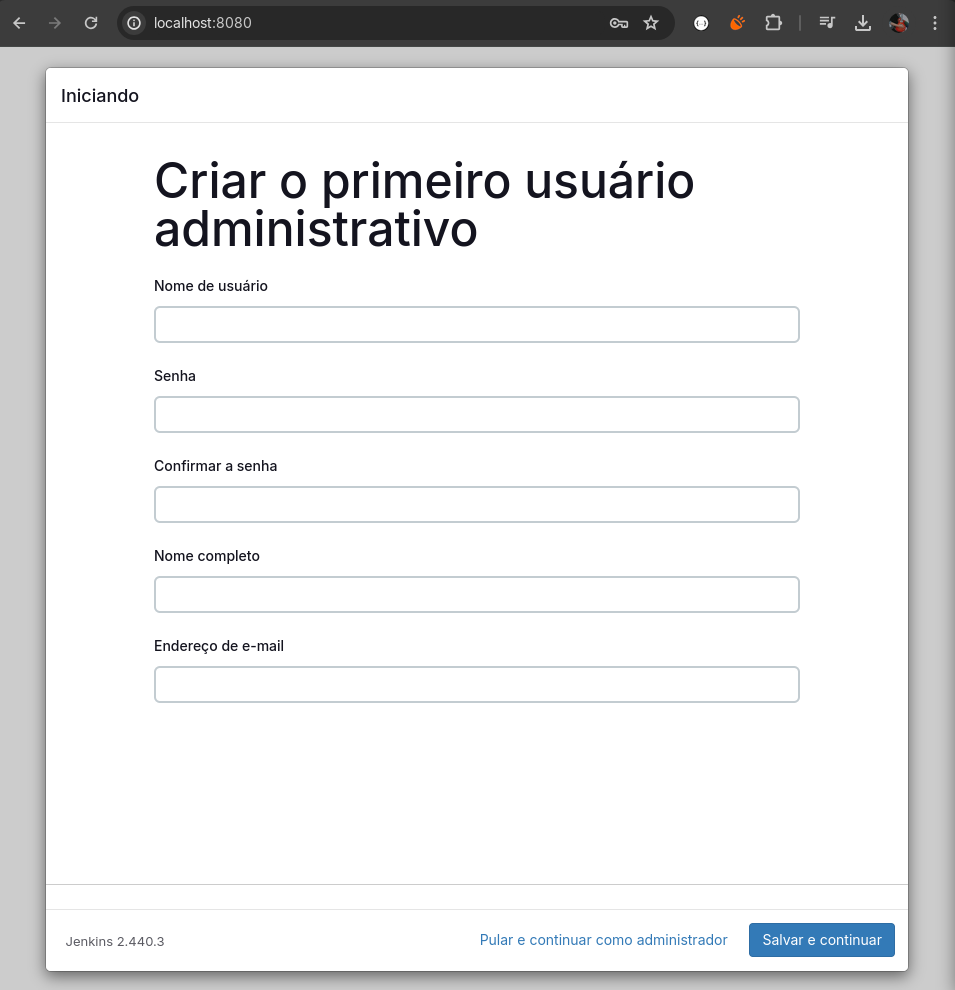 localhost:8080
Iniciando
Criar o primeiro usuário
administrativo
Nome de usuário
Senha
Confirmar a senha
Nome completo
Endereço de e-mail
Jenkins 2.440.3
Pular e continuar como administrador
Salvar e continuar